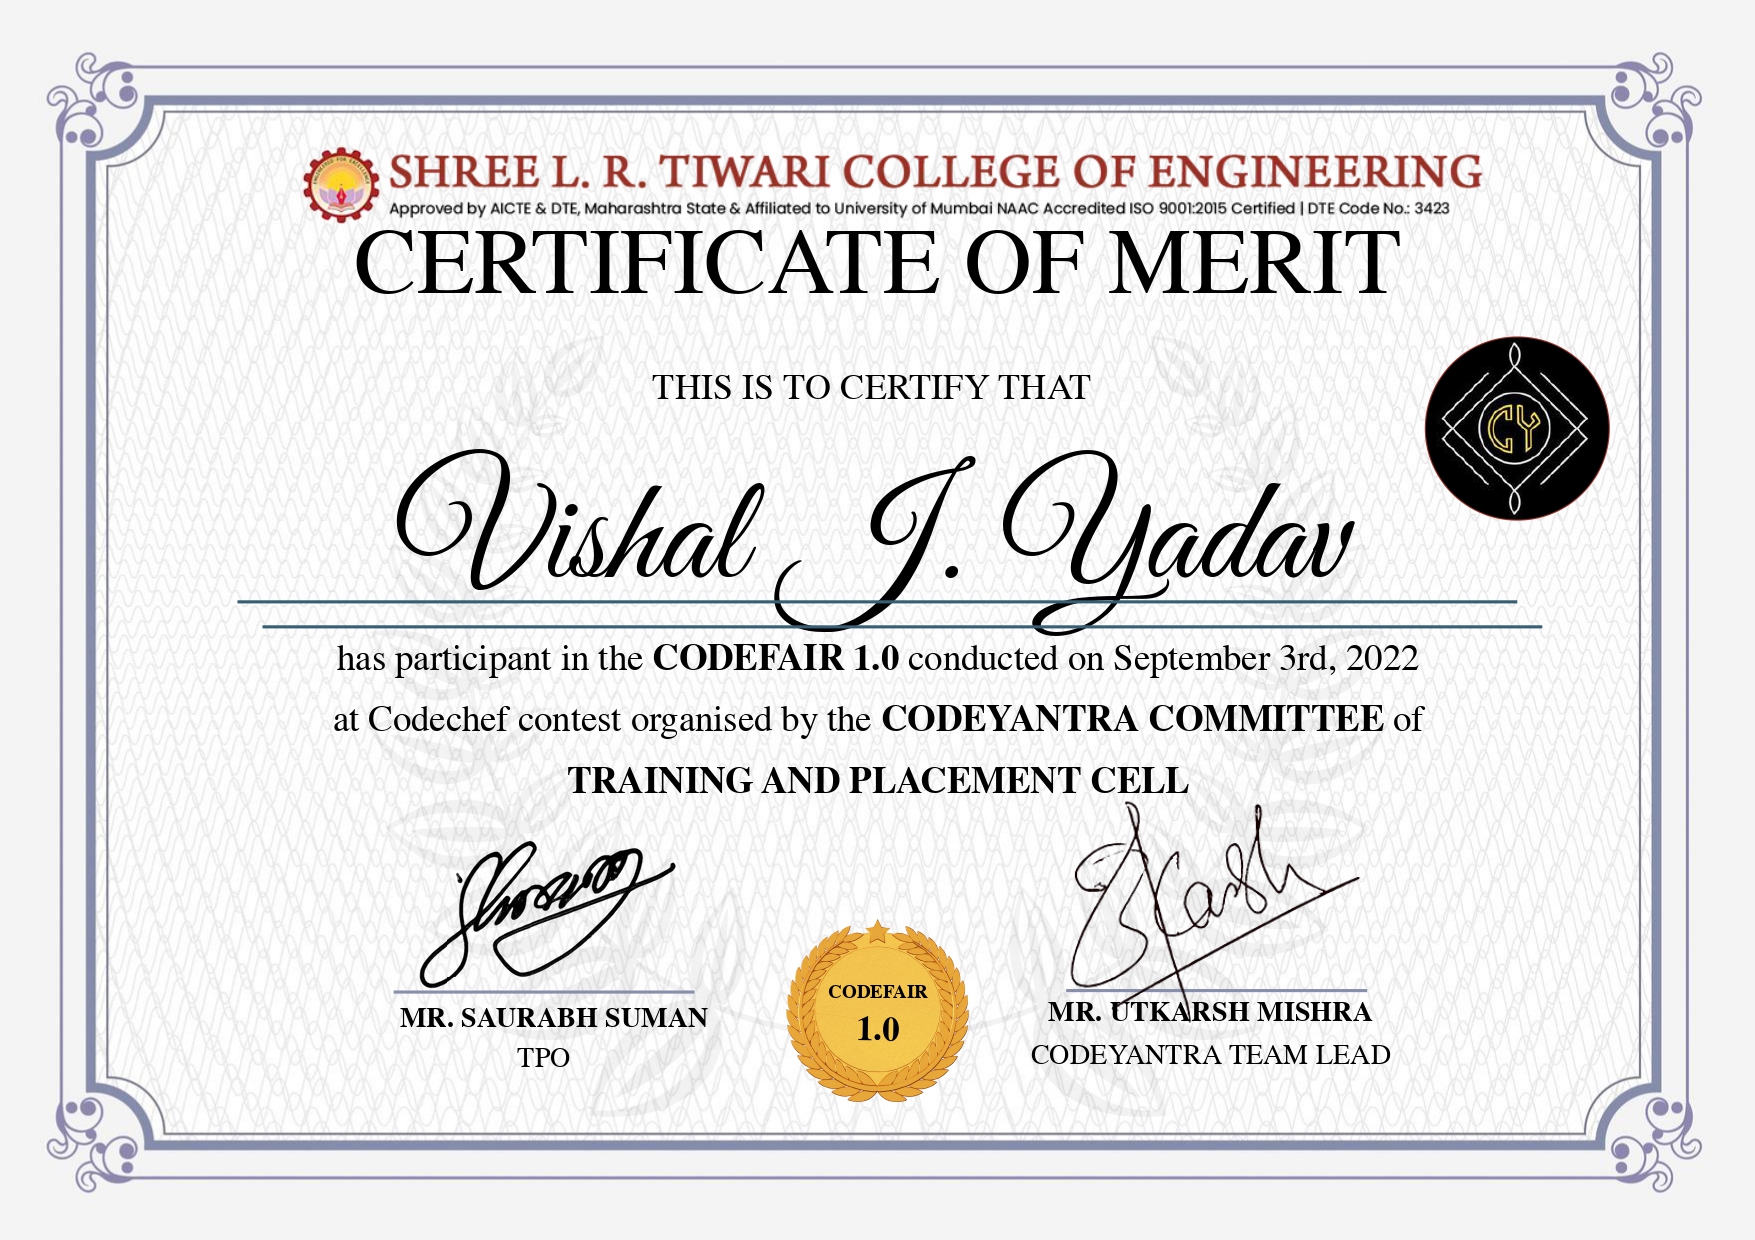 SHREE L. R. TIWARI COLLEGE OF ENGINEERING
Approved by AICTE & DTE, Maharashtra State & Affiliated to University of Mumbai NAAC Accredited ISO 9001:2015 Certified | DTE Code No.: 3423
CERTIFICATE OF MERIT
THIS IS TO CERTIFY THAT
CY
Vishal J. Yadav
has participant in the CODEFAIR 1.0 conducted on September 3rd, 2022
at Codechef contest organised by the CODEYANTRA COMMITTEE of
TRAINING AND PLACEMENT CELL
MR. SAURABH SUMAN
TPO
CODEFAIR
1.0
MR. UTKARSH MISHRA
CODEYANTRA TEAM LEAD